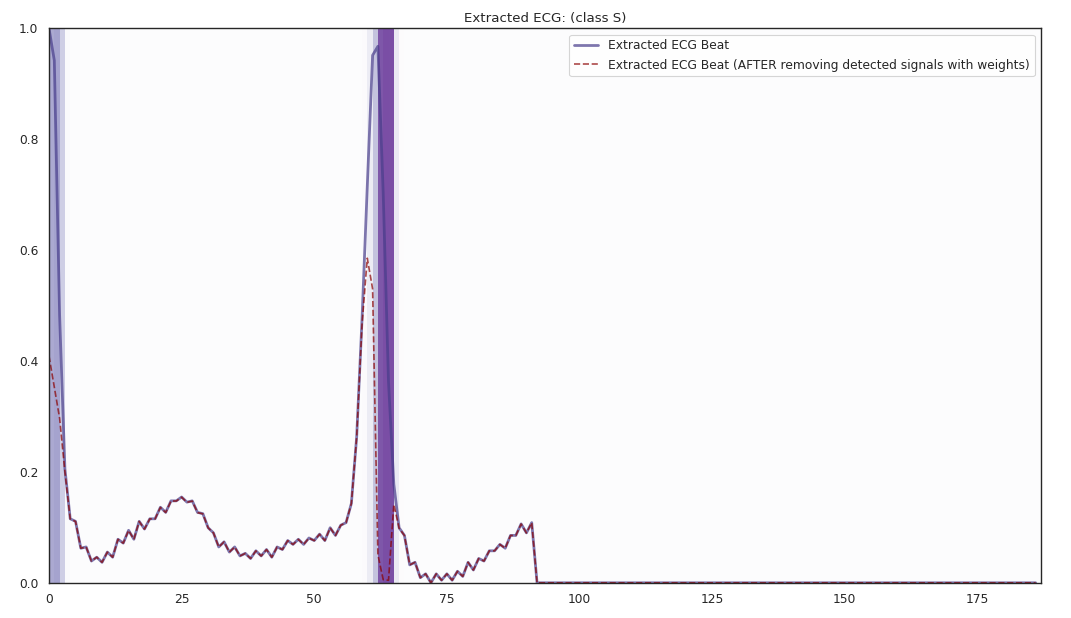 Extracted ECG: (class S)
1.0
0.8
0.6
0.4
0.2
0.0
Extracted ECG Beat
Extracted ECG Beat (AFTER removing detected signals with weights)
0 25 50 75 100 125 150 175